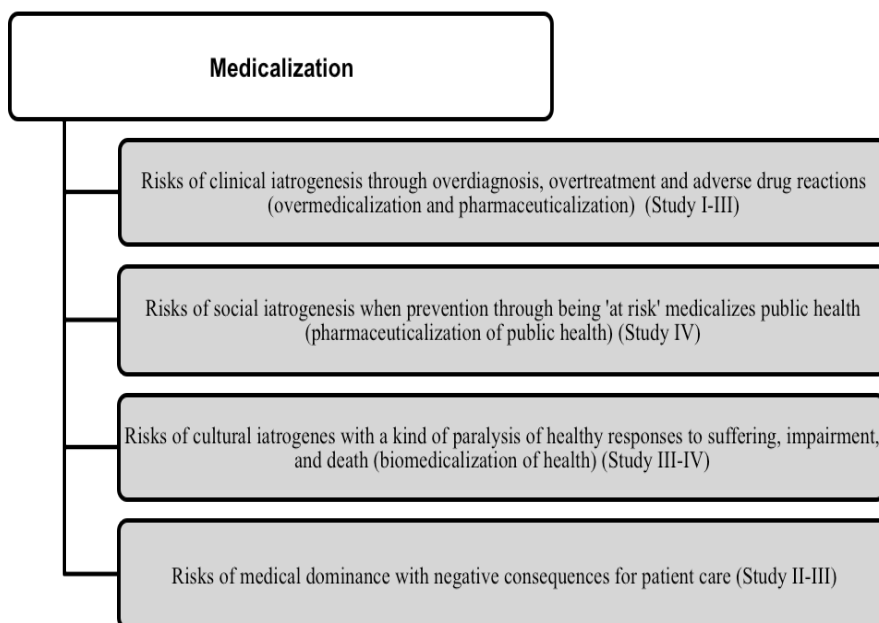 Medicalization
Risks of clinical iatrogenesis through overdiagnosis, overtreatment and adverse drug reactions
(overmedicalization and pharmaceuticalization) (Study I-III)
Risks of social iatrogenesis when prevention through being 'at risk' medicalizes public health
(pharmaceuticalization of public health) (Study IV)
Risks of cultural iatrogenes with a kind of paralysis of healthy responses to suffering, impairment,
and death (biomedicalization of health) (Study III-IV)
Risks of medical dominance with negative consequences for patient care (Study II-III)